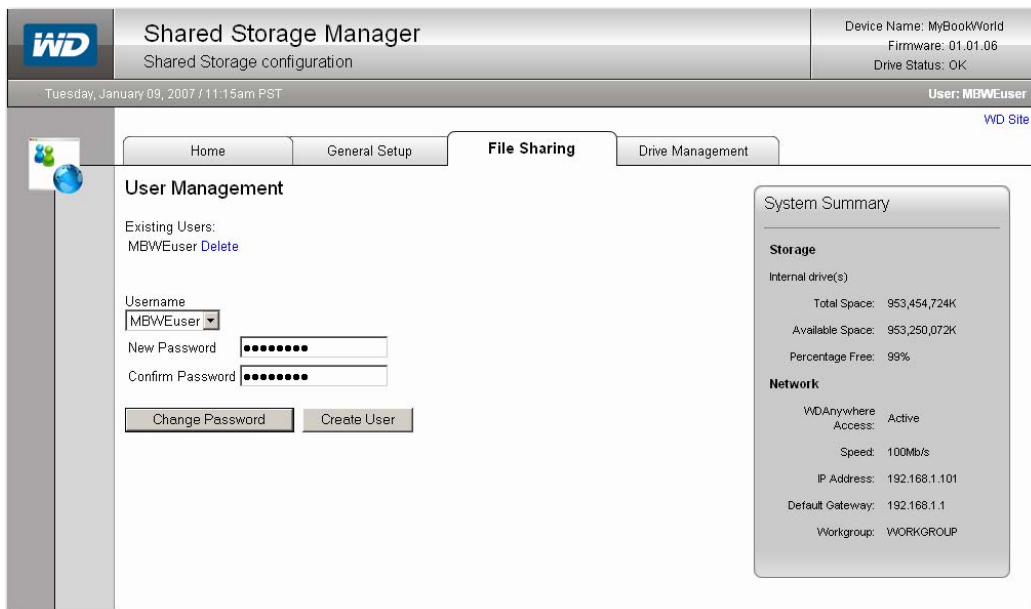 WD
Shared Storage Manager
Shared Storage configuration
Device Name: MyBookWorld
Firmware: 01.01.06
Drive Status: OK
Tuesday, January 09, 2007 / 11:15am PST
User: MBWEuser
WD Site
Home
General Setup
File Sharing
Drive Management
User Management
Existing Users:
MBWEuser Delete
Username
MBWEuser
New Password ●●●●●●●●
Confirm Password ●●●●●●●●
Change Password
Create User
System Summary
Storage
Internal drive(s)
Total Space: 953,454,724K
Available Space: 953,250,072K
Percentage Free: 99%
Network
WDAnywhere
Access: Active
Speed: 100Mb/s
IP Address: 192.168.1.101
Default Gateway: 192.168.1.1
Workgroup: WORKGROUP